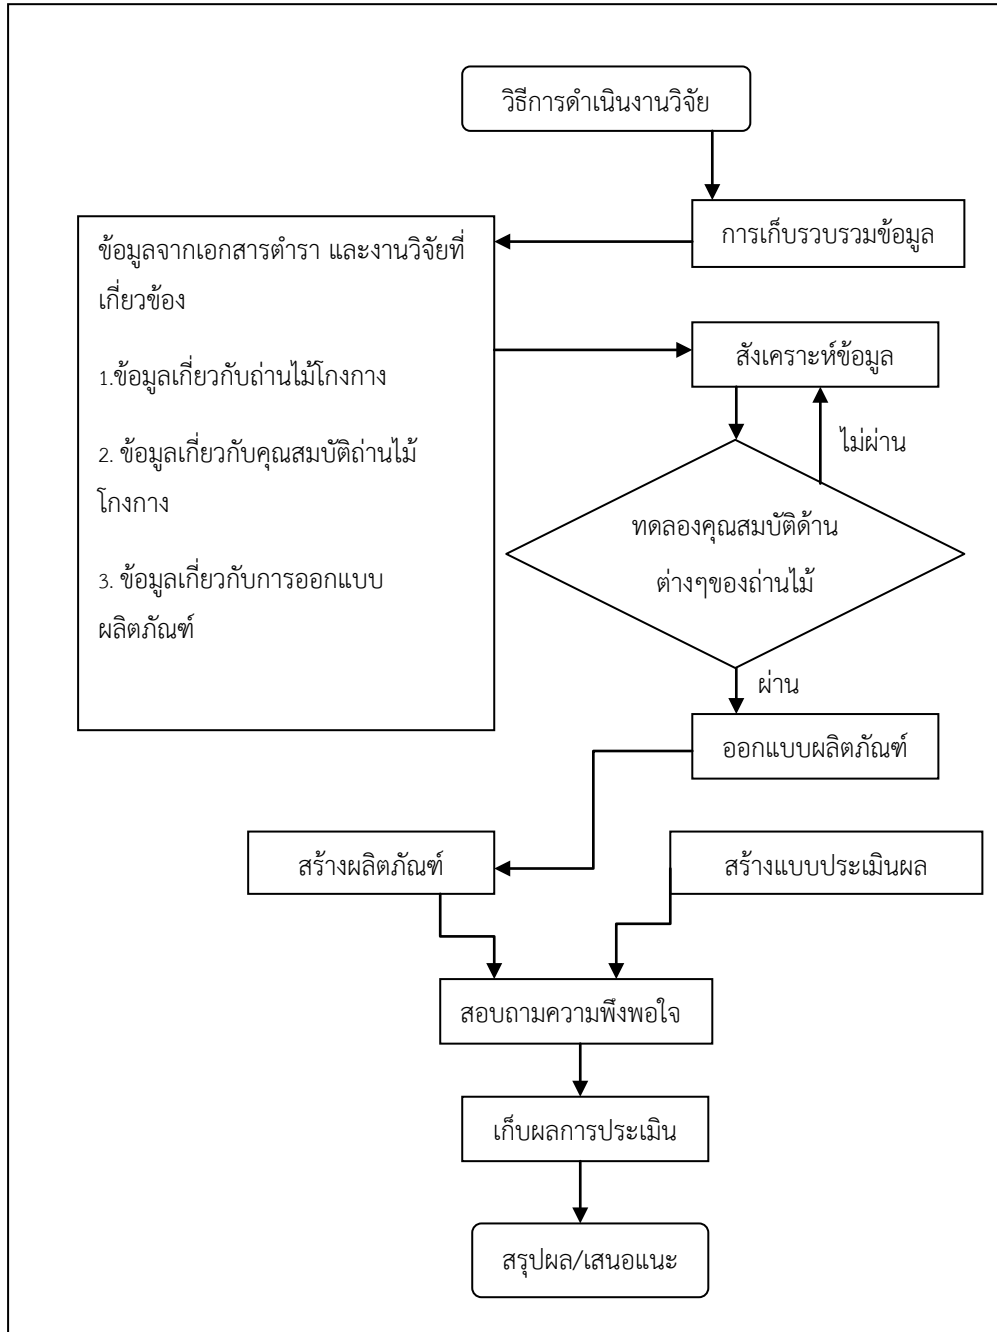 วิธีการดำเนินงานวิจัย
การเก็บรวบรวมข้อมูล
ข้อมูลจากเอกสารตำรา และงานวิจัยที่
เกี่ยวข้อง
1.ข้อมูลเกี่ยวกับถ่านไม้โกงกาง
2. ข้อมูลเกี่ยวกับคุณสมบัติถ่านไม้
โกงกาง
3. ข้อมูลเกี่ยวกับการออกแบบ
ผลิตภัณฑ์
สังเคราะห์ข้อมูล
ไม่ผ่าน
ทดลองคุณสมบัติด้าน
ต่างๆของถ่านไม้
ผ่าน
ออกแบบผลิตภัณฑ์
สร้างผลิตภัณฑ์
สร้างแบบประเมินผล
สอบถามความพึงพอใจ
เก็บผลการประเมิน
สรุปผล/เสนอแนะ